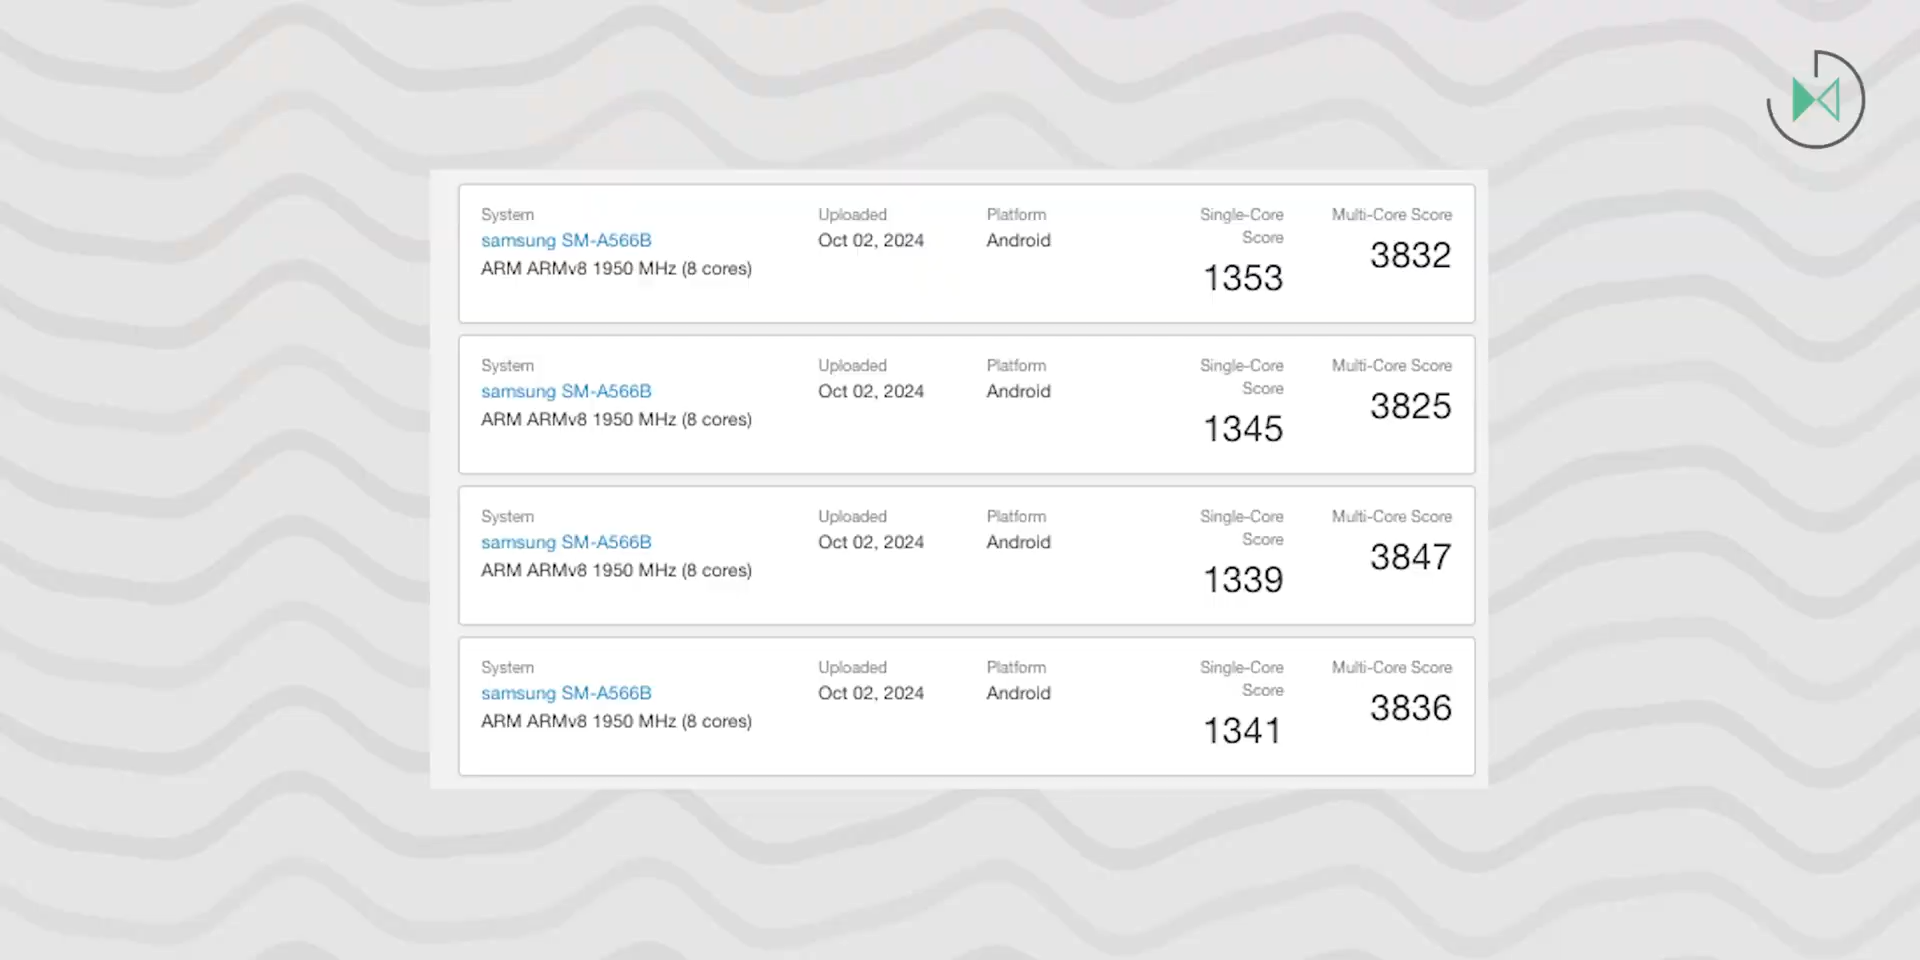 System
samsung SM-A566B
ARM ARMv8 1950 MHz (8 cores)
Uploaded
Oct 02, 2024
Platform
Android
Single-Core
Score
1353
Multi-Core Score
3832
System
samsung SM-A566B
ARM ARMv8 1950 MHz (8 cores)
Uploaded
Oct 02, 2024
Platform
Android
Single-Core
Score
1345
Multi-Core Score
3825
System
samsung SM-A566B
ARM ARMv8 1950 MHz (8 cores)
Uploaded
Oct 02, 2024
Platform
Android
Single-Core
Score
1339
Multi-Core Score
3847
System
samsung SM-A566B
ARM ARMv8 1950 MHz (8 cores)
Uploaded
Oct 02, 2024
Platform
Android
Single-Core
Score
1341
Multi-Core Score
3836